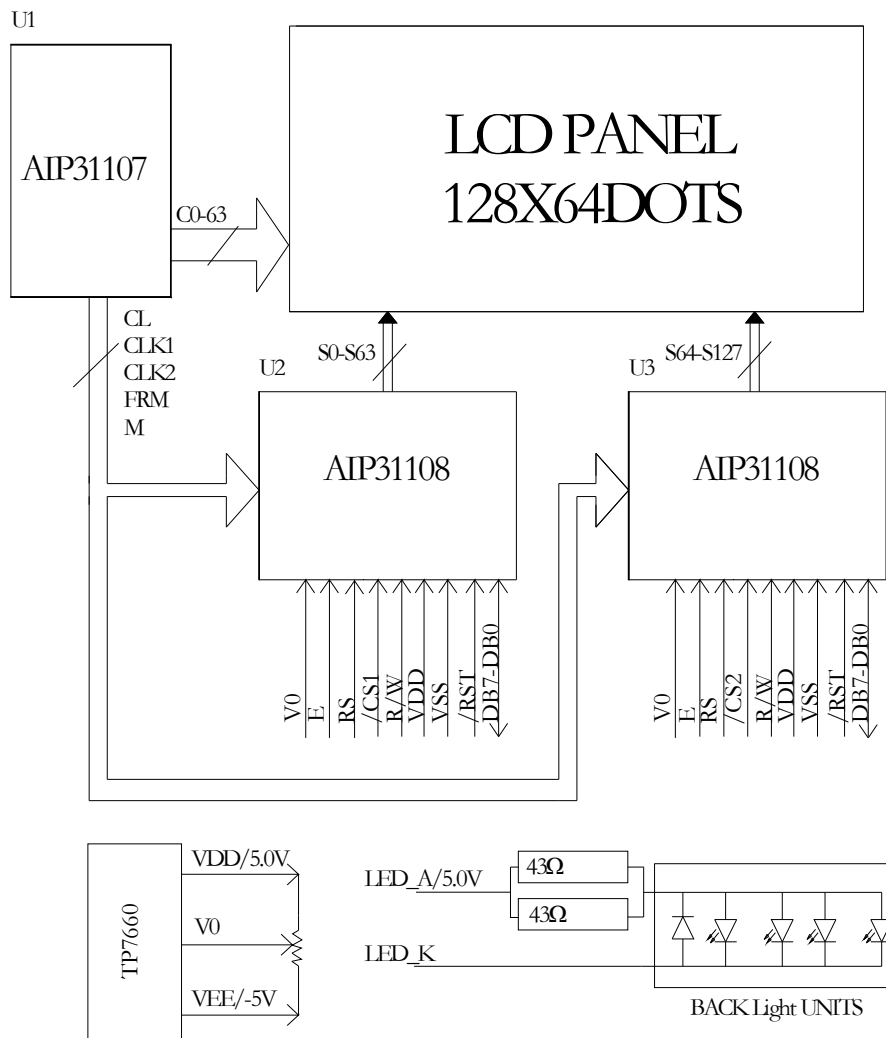 U1
AIP31107
LCD PANEL
128X64DOTS
C0-63
CL
CLK1
CLK2
FRM
M
U2
S0-S63
U3
S64-S127
AIP31108
AIP31108
V0
E
RS
/CS1
R/W
VDD
VSS
/RST
DB7-DB0
V0
E
RS
/CS2
R/W
VDD
VSS
/RST
DB7-DB0
TP7660
VDD/5.0V
V0
VEE/-5V
LED_A/5.0V
43Ω
43Ω
LED_K
BACK Light UNITS